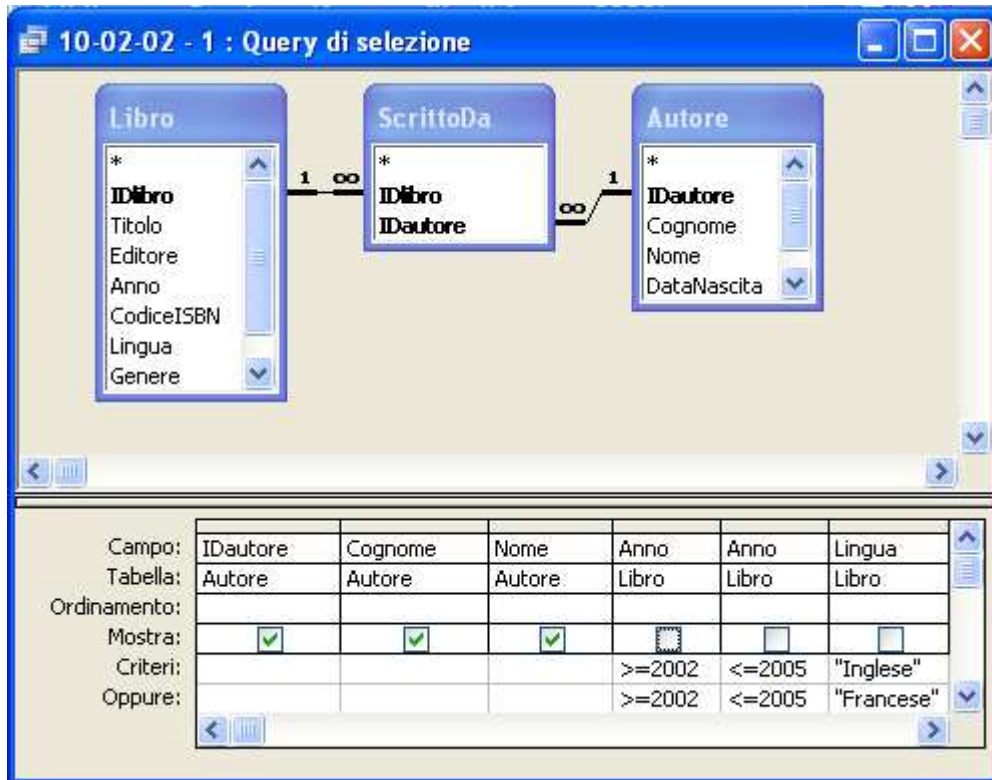 10-02-02 - 1 : Query di selezione
Libro
*
IDlibro
Titolo
Editore
Anno
CodiceISBN
Lingua
Genere
1 ∞
ScrittoDa
*
IDlibro
IDautore
∞ 1
Autore
*
IDautore
Cognome
Nome
DataNascita
Campo: IDautore Cognome Nome Anno Anno Lingua
Tabella: Autore Autore Autore Libro Libro Libro
Ordinamento:
Mostra:
Criteri: >=2002 <=2005 "Inglese"
Oppure: >=2002 <=2005 "Francese"